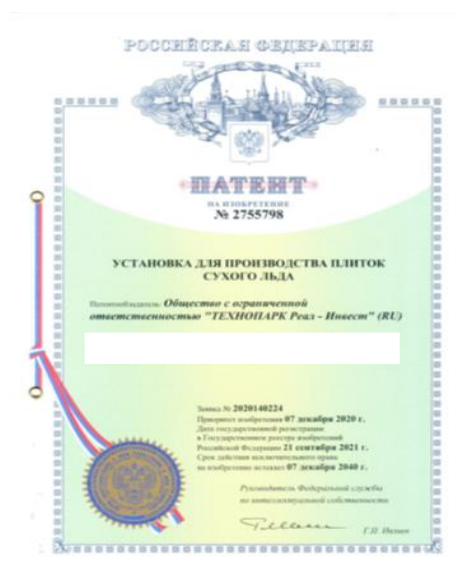 РОССИЙСКАЯ ФЕДЕРАЦИЯ
ПАТЕНТ
НА ИЗОБРЕТЕНИЕ
№ 2755798
УСТАНОВКА ДЛЯ ПРОИЗВОДСТВА ПЛИТОК
СУХОГО ЛЬДА
Патентообладатель: Общество с ограниченной
ответственностью "ТЕХНОПАРК Реал - Инвест" (RU)
Заявка № 2020140224
Приоритет изобретения 07 декабря 2020 г.
Дата государственной регистрации
в Государственном реестре изобретений
Российской Федерации 21 сентября 2021 г.
Срок действия исключительного права
на изобретение истекает 07 декабря 2040 г.
Руководитель Федеральной службы
по интеллектуальной собственности
Г.П. Ивлиев